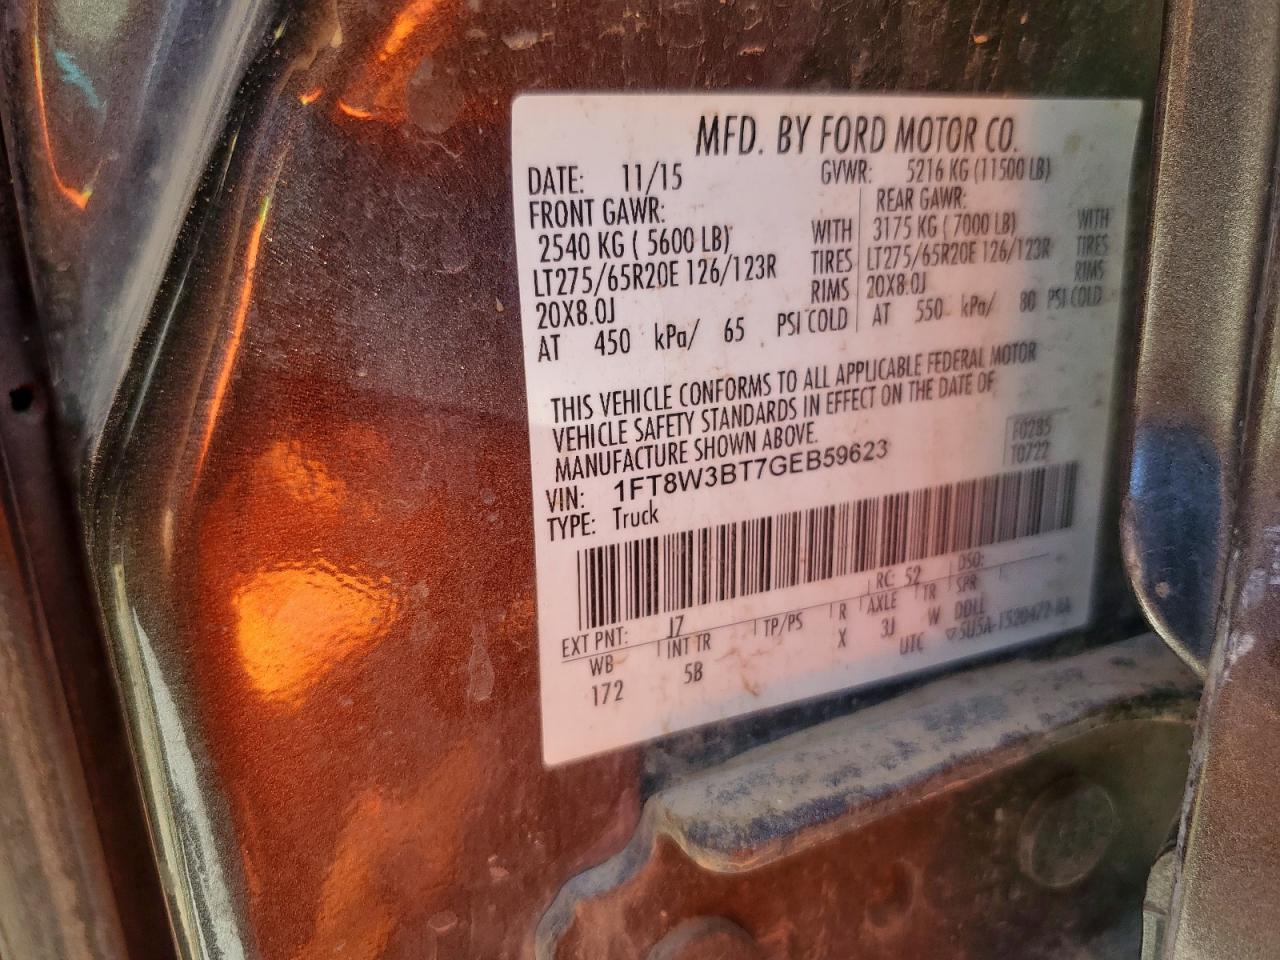 MFD. BY FORD MOTOR CO.
DATE: 11/15 GVWR: 5216 KG (11500 LB)
FRONT GAWR: REAR GAWR:
2540 KG ( 5600 LB) WITH 3175 KG ( 7000 LB) WITH
LT275/65R20E 126/123R TIRES LT275/65R20E 126/123R TIRES
20X8.0J RIMS 20X8.0J RIMS
AT 450 kPa/ 65 PSI COLD AT 550 kPa/ 80 PSI COLD
THIS VEHICLE CONFORMS TO ALL APPLICABLE FEDERAL MOTOR
VEHICLE SAFETY STANDARDS IN EFFECT ON THE DATE OF
MANUFACTURE SHOWN ABOVE.
F0285
T0722
VIN: 1FT8W3BT7GEB59623
TYPE: Truck
EXT PNT: J7 RC: 52 DSO:
WB INT TR TP/PS R AXLE TR SPR
172 5B X 3J W DDLL
UTC ▽5U5A-1520472-BA